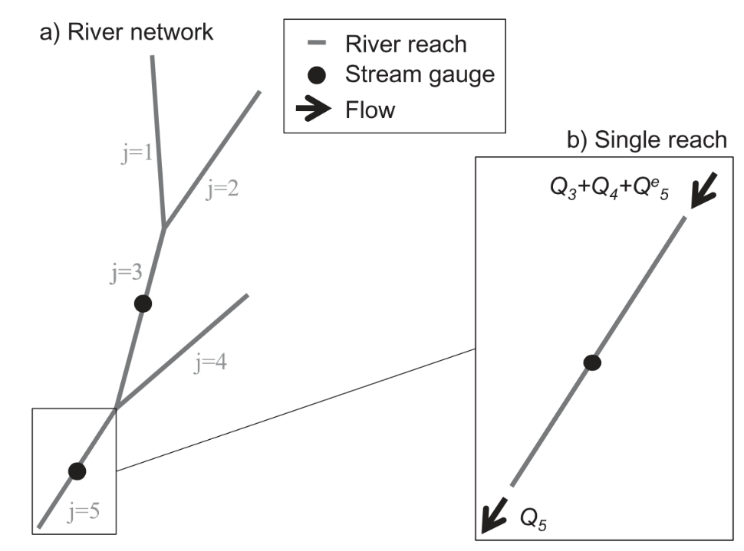 a) River network
River reach
Stream gauge
Flow
j=1
j=2
j=3
j=4
j=5
b) Single reach
Q₃+Q₄+Qᵉ₅
Q₅